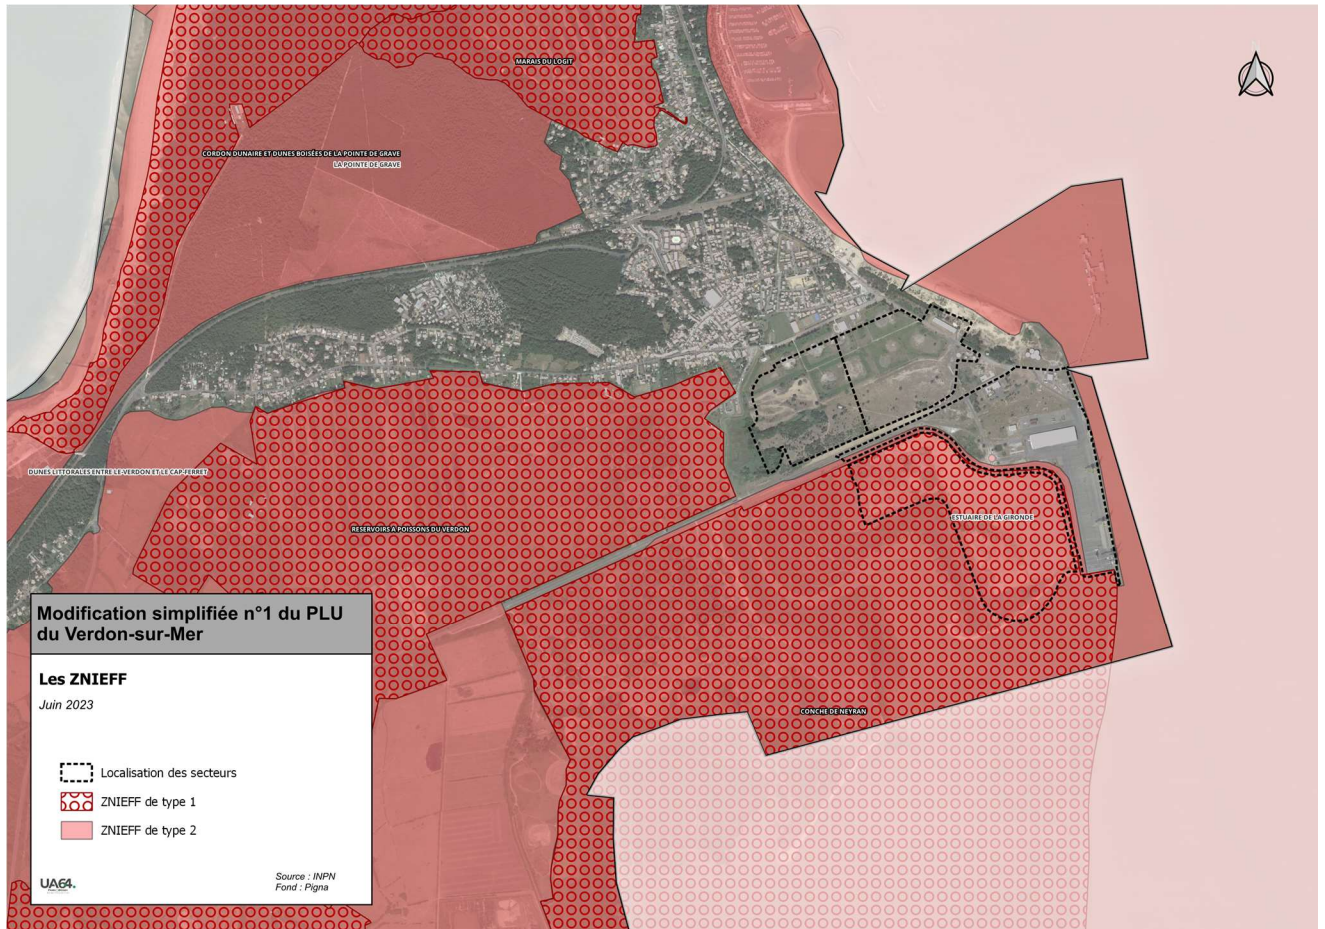 MARAIS DU LOGIT
CORDON DUNAIRE ET DUNES BOISÉES DE LA POINTE DE GRAVE
LA POINTE DE GRAVE
DUNES LITTORALES ENTRE LE VERDON ET LE CAP-FERRET
RESERVOIRS A POISSONS DU VERDON
ESTUAIRE DE LA GIRONDE
CONCHE DE NEYRAN
Modification simplifiée n°1 du PLU
du Verdon-sur-Mer
Les ZNIEFF
Juin 2023
Localisation des secteurs
ZNIEFF de type 1
ZNIEFF de type 2
UA64.
Source : INPN
Fond : Pigna